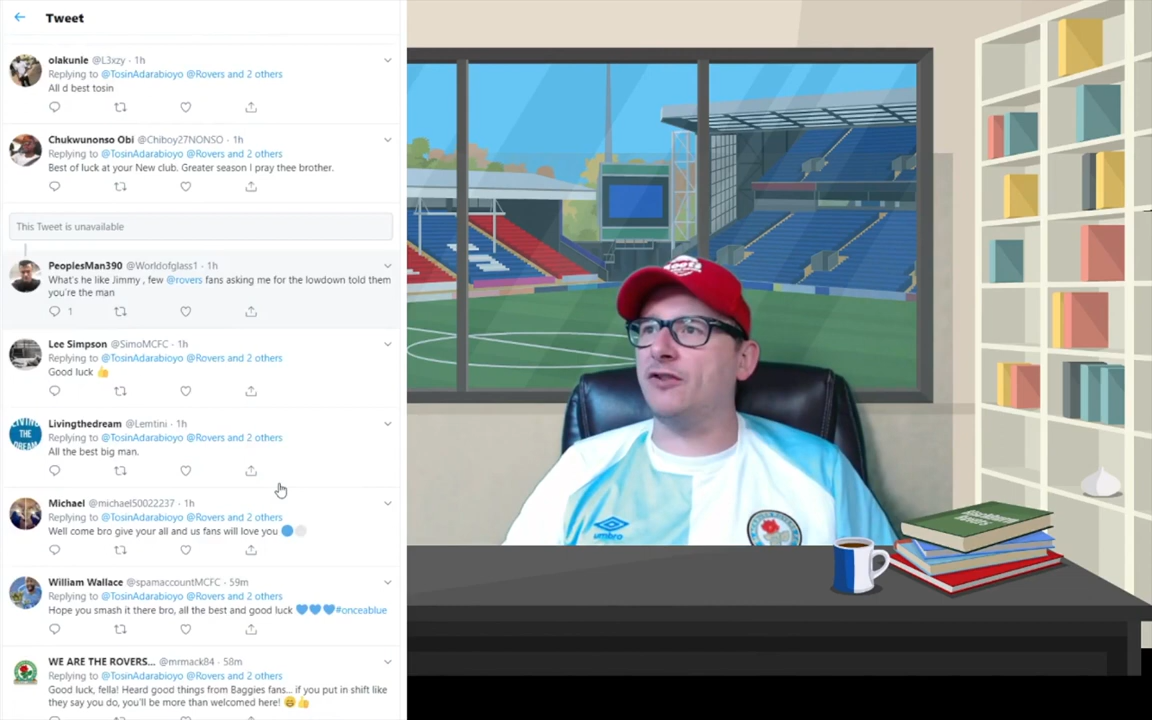 Tweet
olakunle @L3xzy · 1h
Replying to @TosinAdarabioyo @Rovers and 2 others
All d best tosin
Chukwunonso Obi @Chiboy27NONSO · 1h
Replying to @TosinAdarabioyo @Rovers and 2 others
Best of luck at your New club. Greater season I pray thee brother.
This Tweet is unavailable
PeoplesMan390 @Worldofglass1 · 1h
What's he like Jimmy , few @rovers fans asking me for the lowdown told them
you're the man
1
Lee Simpson @SimoMCFC · 1h
Replying to @TosinAdarabioyo @Rovers and 2 others
Good luck 👍
Livingthedream @Lemtini · 1h
Replying to @TosinAdarabioyo @Rovers and 2 others
All the best big man.
LIVING
THE
DREAM
Michael @michael50022237 · 1h
Replying to @TosinAdarabioyo @Rovers and 2 others
Well come bro give your all and us fans will love you 🔵⚪
William Wallace @spamaccountMCFC · 59m
Replying to @TosinAdarabioyo @Rovers and 2 others
Hope you smash it there bro, all the best and good luck 💙💙💙#onceablue
WE ARE THE ROVERS... @mrmack84 · 58m
Replying to @TosinAdarabioyo @Rovers and 2 others
Good luck, fella! Heard good things from Baggies fans... if you put in shift like
they say you do, you'll be more than welcomed here! 😁👍
umbro
Blackburn
Rovers